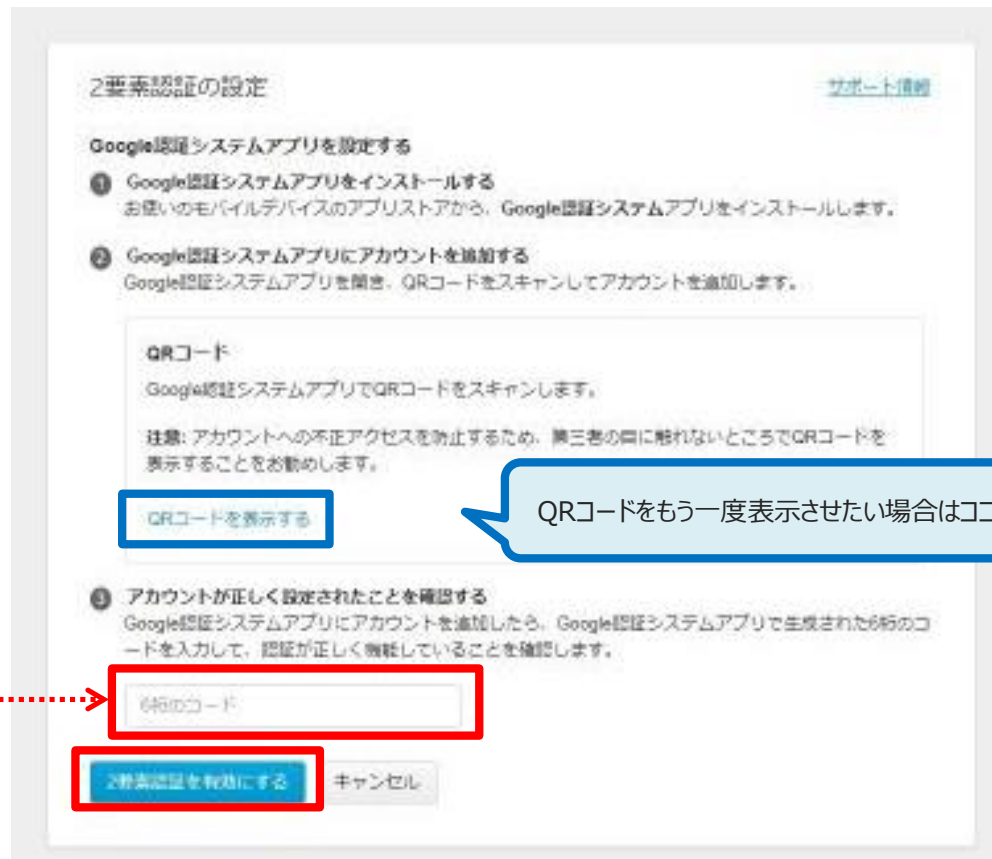 2要素認証の設定
サポート情報
Google認証システムアプリを設定する
1 Google認証システムアプリをインストールする
お使いのモバイルデバイスのアプリストアから、Google認証システムアプリをインストールします。
2 Google認証システムアプリにアカウントを追加する
Google認証システムアプリを開き、QRコードをスキャンしてアカウントを追加します。
QRコード
Google認証システムアプリでQRコードをスキャンします。
注意: アカウントへの不正アクセスを防止するため、第三者の目に触れないところでQRコードを
表示することをお勧めします。
QRコードを表示する
QRコードをもう一度表示させたい場合はココ
3 アカウントが正しく設定されたことを確認する
Google認証システムアプリにアカウントを追加したら、Google認証システムアプリで生成された6桁のコ
ードを入力して、認証が正しく機能していることを確認します。
6桁のコード
2要素認証を有効にする
キャンセル